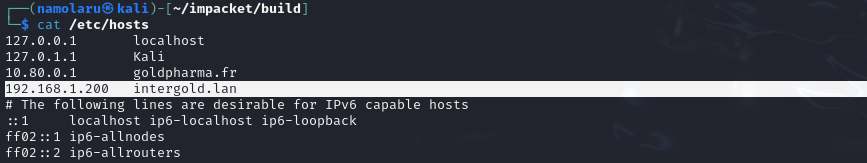 ┌──(namolaru㉿kali)-[~/impacket/build]
└─$ cat /etc/hosts
127.0.0.1       localhost
127.0.1.1       Kali
10.80.0.1       goldpharma.fr
192.168.1.200   intergold.lan
# The following lines are desirable for IPv6 capable hosts
::1     localhost ip6-localhost ip6-loopback
ff02::1 ip6-allnodes
ff02::2 ip6-allrouters